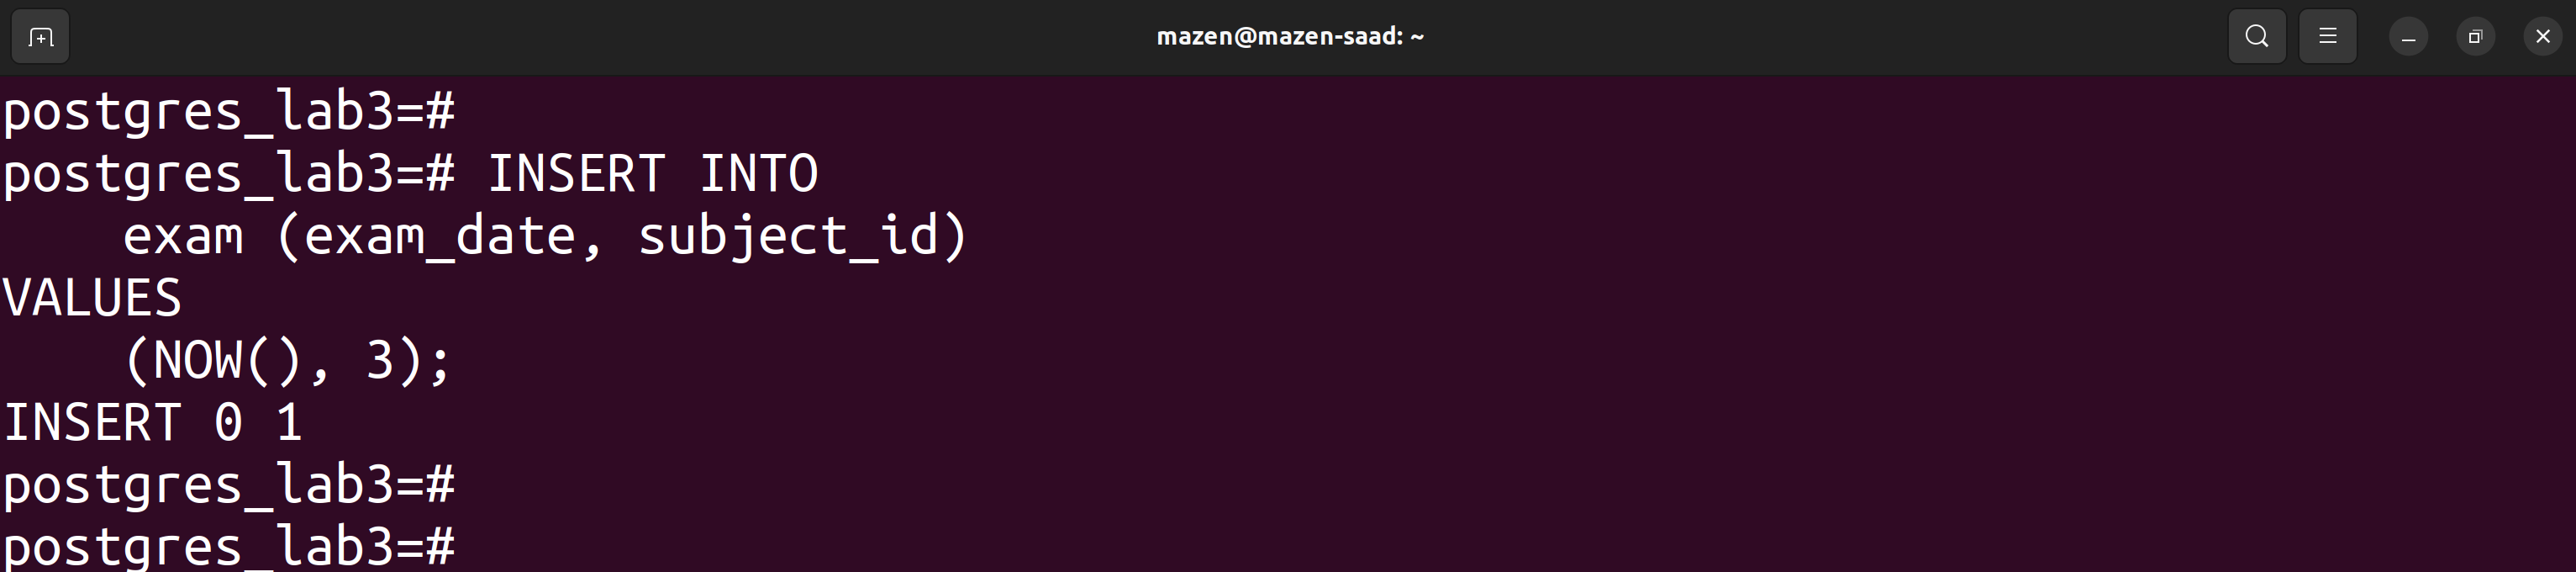 mazen@mazen-saad: ~
postgres_lab3=#
postgres_lab3=# INSERT INTO
    exam (exam_date, subject_id)
VALUES
    (NOW(), 3);
INSERT 0 1
postgres_lab3=#
postgres_lab3=#